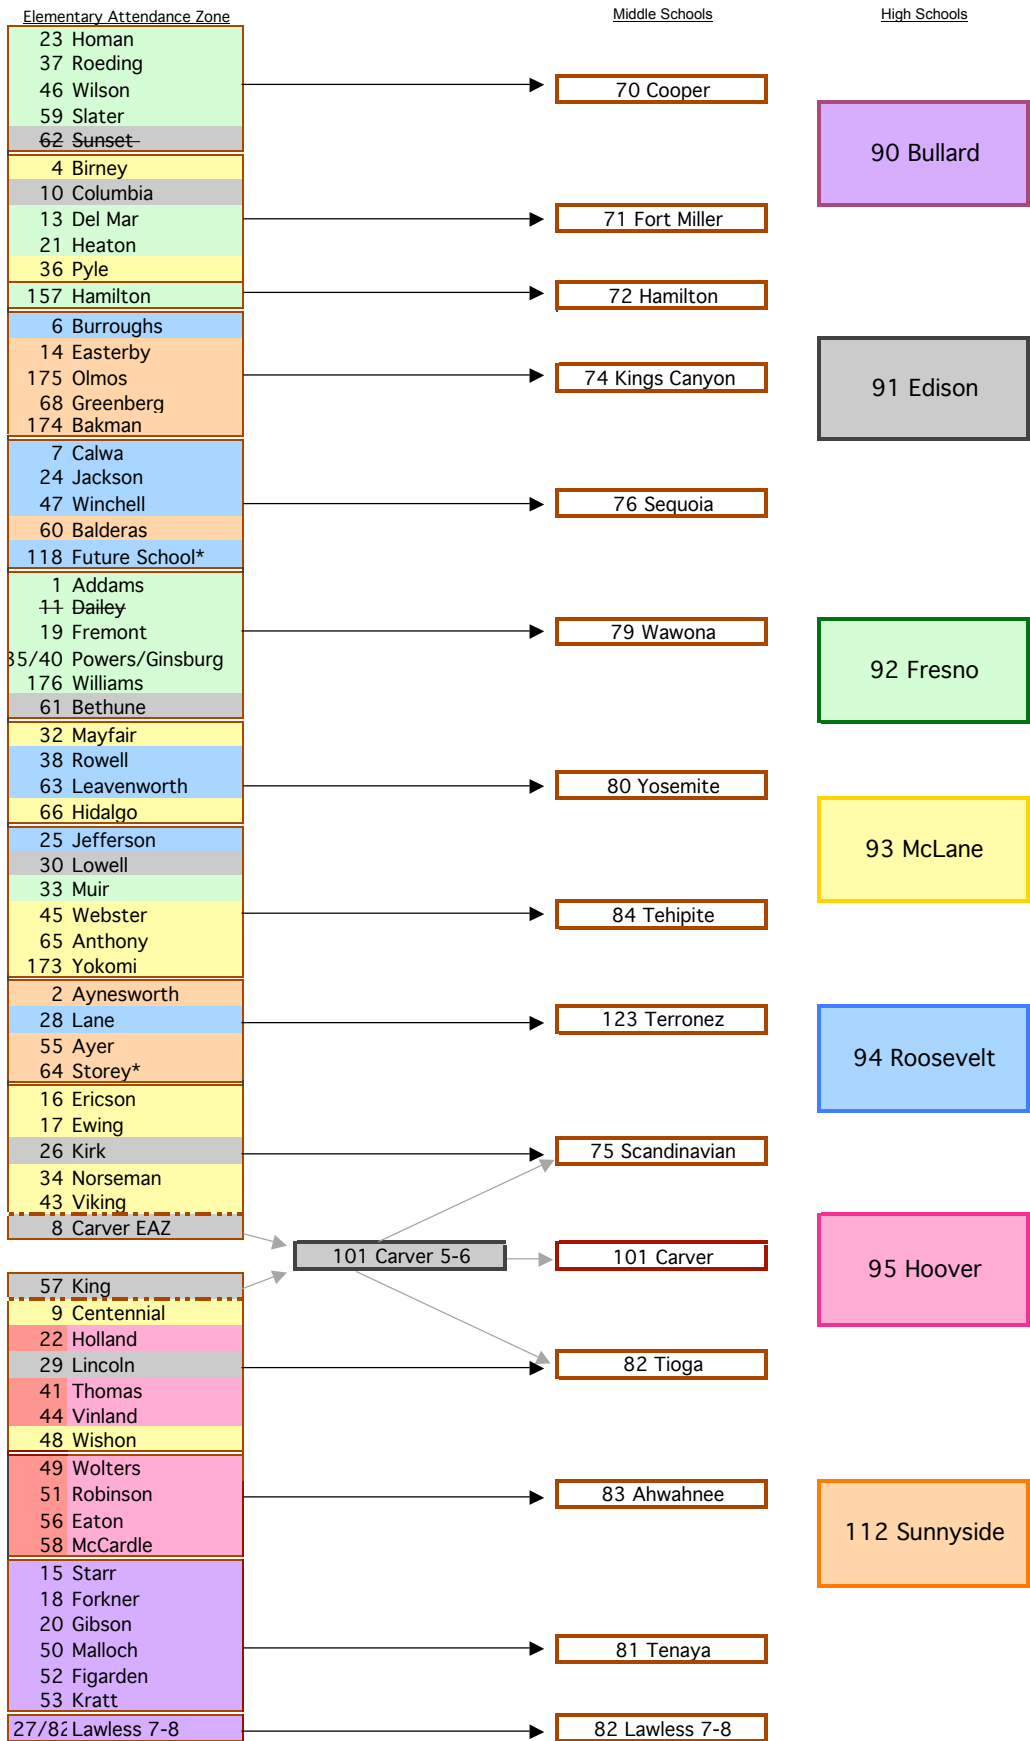 Elementary Attendance Zone
23 Homan
37 Roeding
46 Wilson
59 Slater
62 Sunset
4 Birney
10 Columbia
13 Del Mar
21 Heaton
36 Pyle
157 Hamilton
6 Burroughs
14 Easterby
175 Olmos
68 Greenberg
174 Bakman
7 Calwa
24 Jackson
47 Winchell
60 Balderas
118 Future School*
1 Addams
11 Dailey
19 Fremont
35/40 Powers/Ginsburg
176 Williams
61 Bethune
32 Mayfair
38 Rowell
63 Leavenworth
66 Hidalgo
25 Jefferson
30 Lowell
33 Muir
45 Webster
65 Anthony
173 Yokomi
2 Aynesworth
28 Lane
55 Ayer
64 Storey*
16 Ericson
17 Ewing
26 Kirk
34 Norseman
43 Viking
8 Carver EAZ
57 King
9 Centennial
22 Holland
29 Lincoln
41 Thomas
44 Vinland
48 Wishon
49 Wolters
51 Robinson
56 Eaton
58 McCardle
15 Starr
18 Forkner
20 Gibson
50 Malloch
52 Figarden
53 Kratt
27/82 Lawless 7-8
101 Carver 5-6
Middle Schools
70 Cooper
71 Fort Miller
72 Hamilton
74 Kings Canyon
76 Sequoia
79 Wawona
80 Yosemite
84 Tehipite
123 Terronez
75 Scandinavian
101 Carver
82 Tioga
83 Ahwahnee
81 Tenaya
82 Lawless 7-8
High Schools
90 Bullard
91 Edison
92 Fresno
93 McLane
94 Roosevelt
95 Hoover
112 Sunnyside